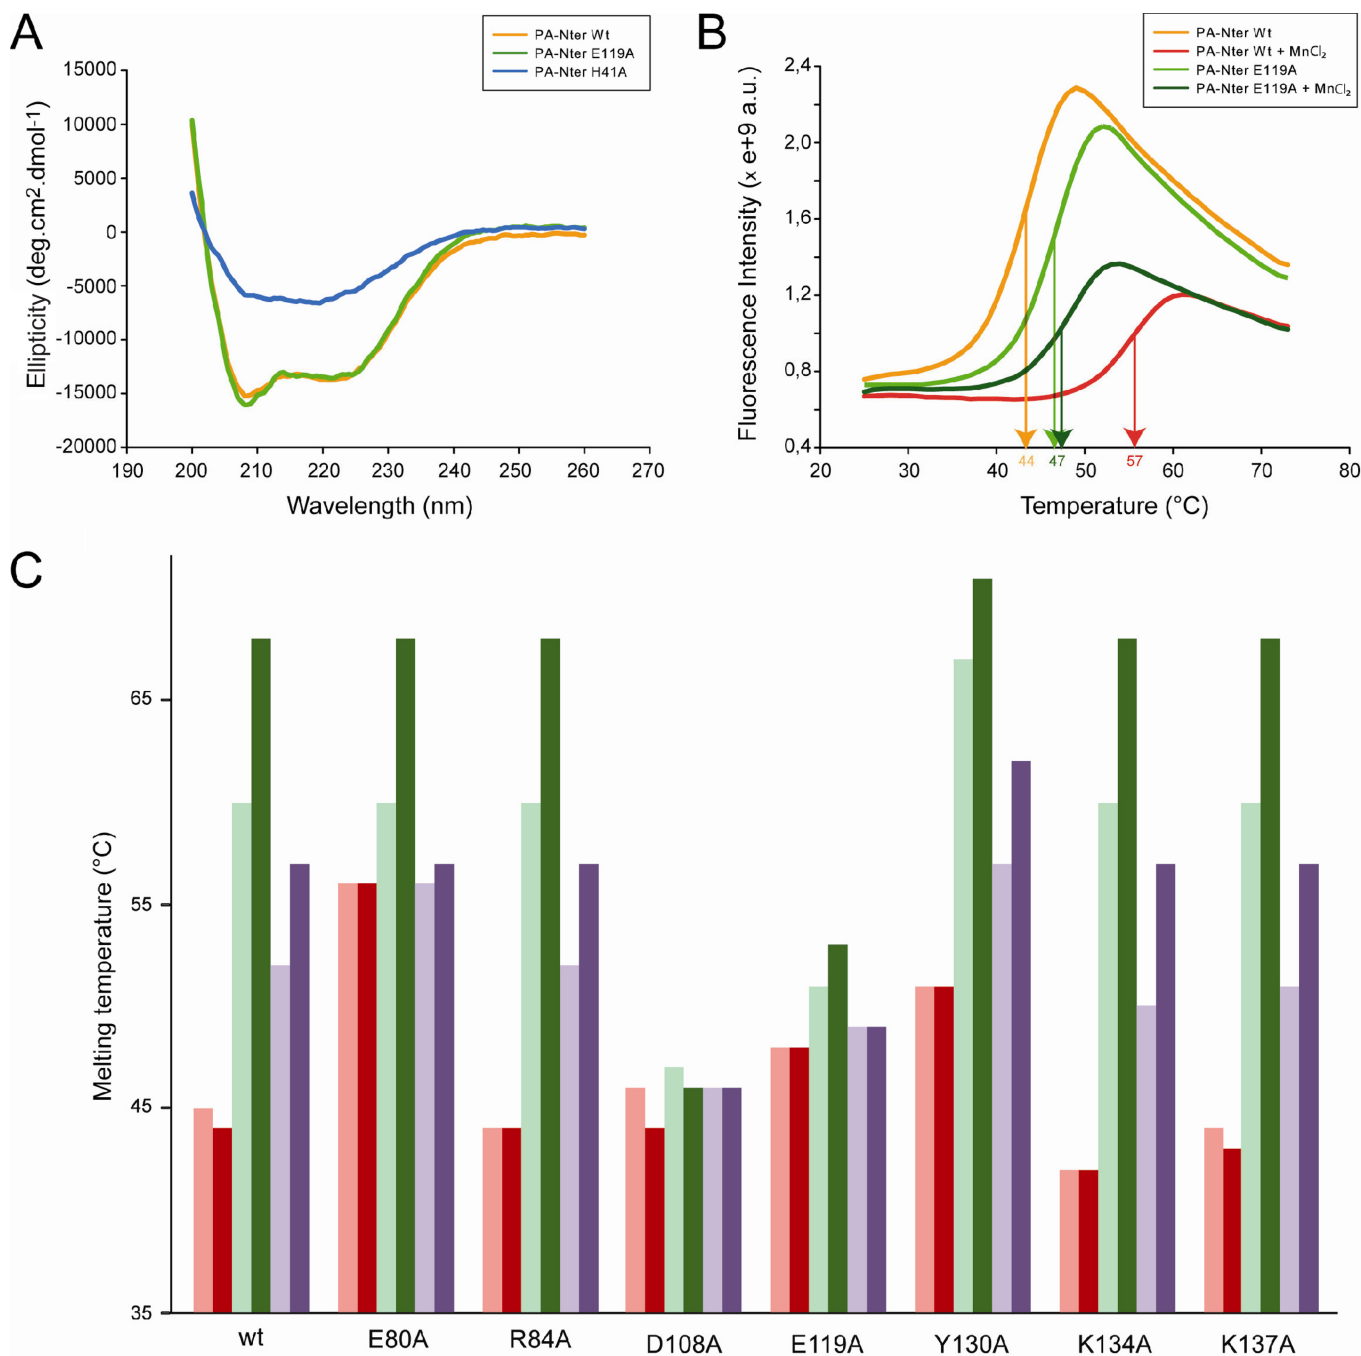 A
PA-Nter Wt
PA-Nter E119A
PA-Nter H41A
15000
10000
5000
0
-5000
-10000
-15000
-20000
190
200
210
220
230
240
250
260
270
Ellipticity (deg.cm2.dmol-1)
Wavelength (nm)
B
PA-Nter Wt
PA-Nter Wt + MnCl₂
PA-Nter E119A
PA-Nter E119A + MnCl₂
2,4
2,0
1,6
1,2
0,8
0,4
20
30
40
50
60
70
80
44
47
57
Fluorescence Intensity (x e+9 a.u.)
Temperature (°C)
C
65
55
45
35
Melting temperature (°C)
wt
E80A
R84A
D108A
E119A
Y130A
K134A
K137A